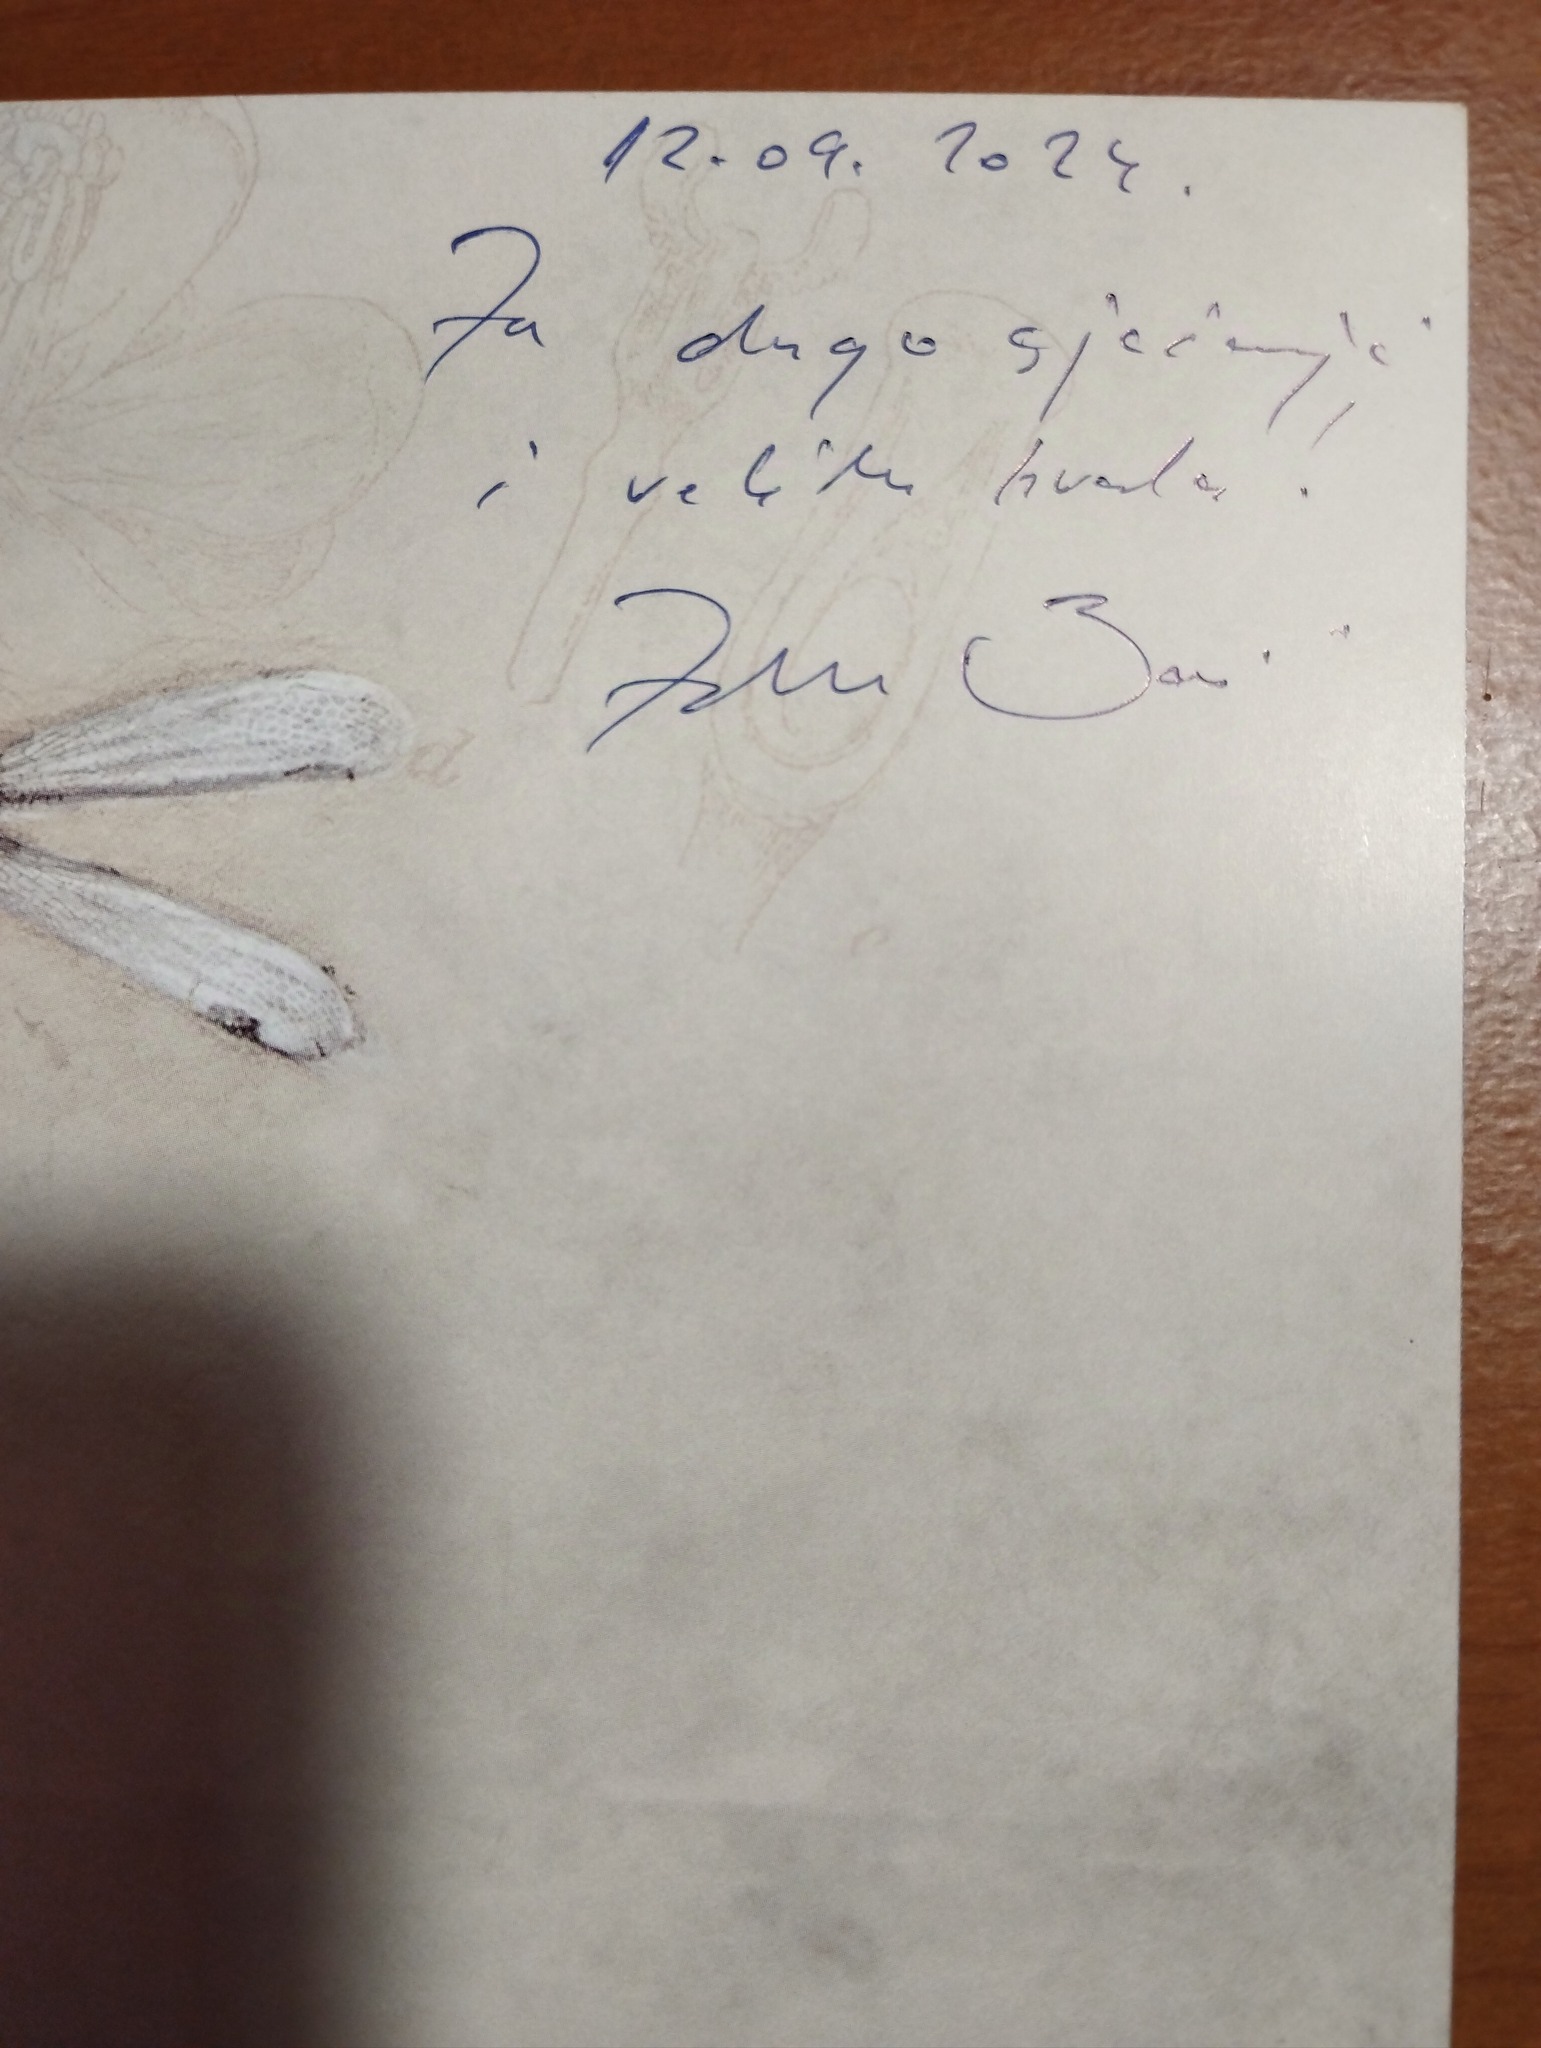 12.09.2024.
Za dugo sjećanje,
i velika hvala!